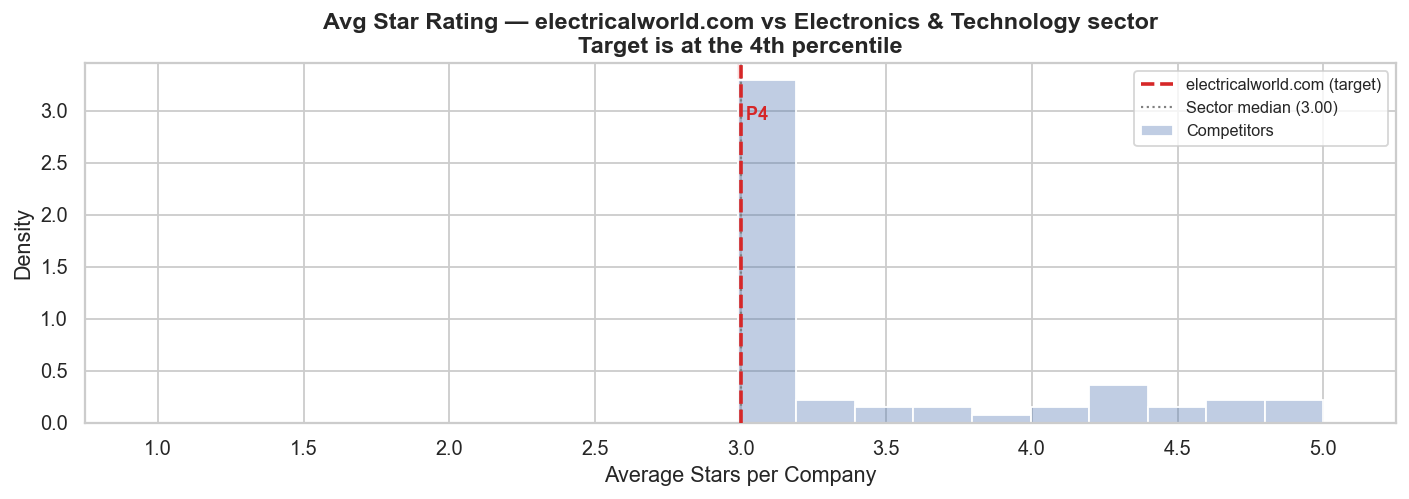 Avg Star Rating — electricalworld.com vs Electronics & Technology sector
Target is at the 4th percentile
electricalworld.com (target)
Sector median (3.00)
Competitors
P4
Density
3.0
2.5
2.0
1.5
1.0
0.5
0.0
1.0 1.5 2.0 2.5 3.0 3.5 4.0 4.5 5.0
Average Stars per Company